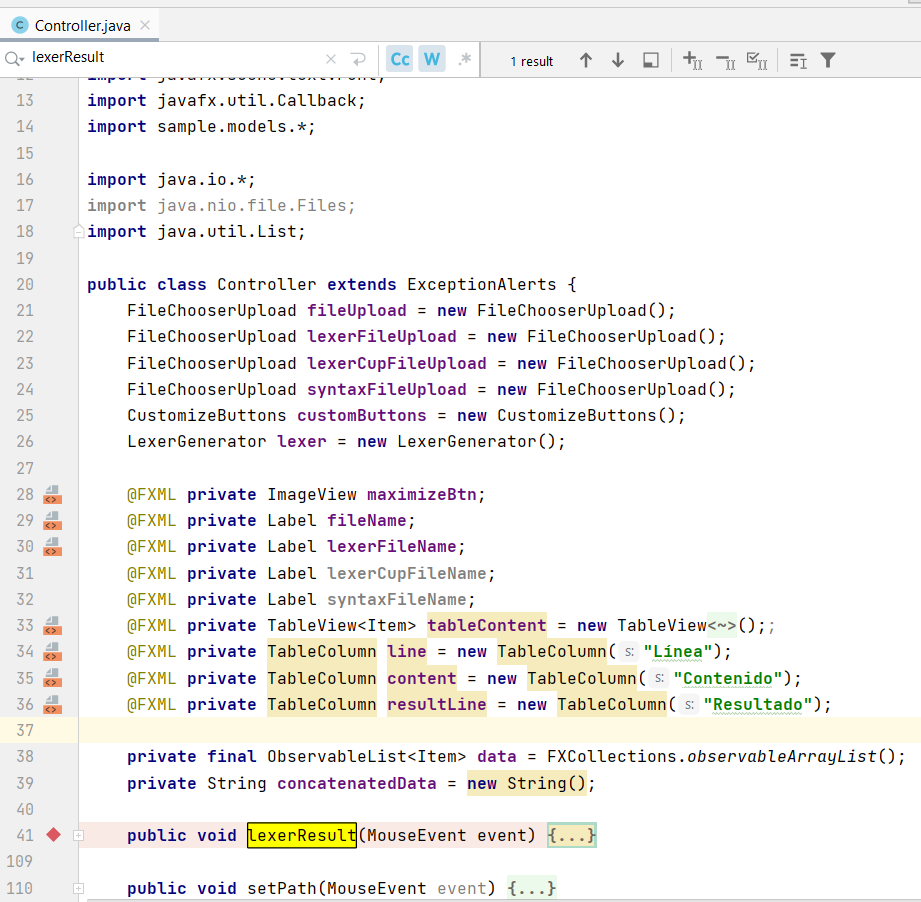 Controller.java
lexerResult Cc W .* 1 result
12 import javafx.scene.text.Font;
13 import javafx.util.Callback;
14 import sample.models.*;
15
16 import java.io.*;
17 import java.nio.file.Files;
18 import java.util.List;
19
20 public class Controller extends ExceptionAlerts {
21 FileChooserUpload fileUpload = new FileChooserUpload();
22 FileChooserUpload lexerFileUpload = new FileChooserUpload();
23 FileChooserUpload lexerCupFileUpload = new FileChooserUpload();
24 FileChooserUpload syntaxFileUpload = new FileChooserUpload();
25 CustomizeButtons customButtons = new CustomizeButtons();
26 LexerGenerator lexer = new LexerGenerator();
27
28 @FXML private ImageView maximizeBtn;
29 @FXML private Label fileName;
30 @FXML private Label lexerFileName;
31 @FXML private Label lexerCupFileName;
32 @FXML private Label syntaxFileName;
33 @FXML private TableView<Item> tableContent = new TableView<~>();;
34 @FXML private TableColumn line = new TableColumn( s: "Linea");
35 @FXML private TableColumn content = new TableColumn( s: "Contenido");
36 @FXML private TableColumn resultLine = new TableColumn( s: "Resultado");
37
38 private final ObservableList<Item> data = FXCollections.observableArrayList();
39 private String concatenatedData = new String();
40
41 public void lexerResult(MouseEvent event) {...}
109
110 public void setPath(MouseEvent event) {...}